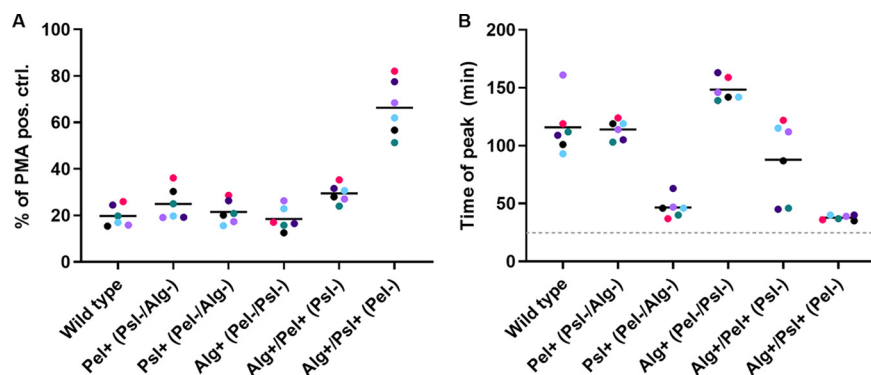 A
% of PMA pos. ctrl.
100
80
60
40
20
0
Wild type
Pel+ (Psl-/Alg-)
Psl+ (Pel-/Alg-)
Alg+ (Pel-/Psl-)
Alg+/Pel+ (Psl-)
Alg+/Psl+ (Pel-)
B
Time of peak (min)
200
150
100
50
0
Wild type
Pel+ (Psl-/Alg-)
Psl+ (Pel-/Alg-)
Alg+ (Pel-/Psl-)
Alg+/Pel+ (Psl-)
Alg+/Psl+ (Pel-)